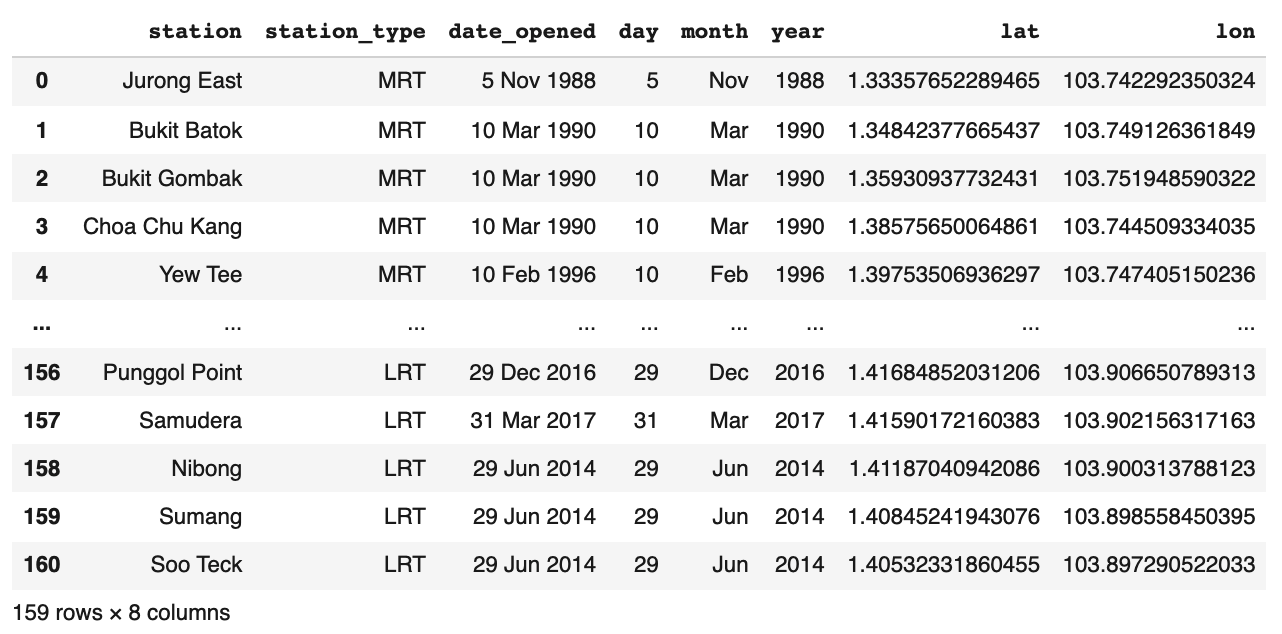 station station_type date_opened day month year lat lon
0 Jurong East MRT 5 Nov 1988 5 Nov 1988 1.33357652289465 103.742292350324
1 Bukit Batok MRT 10 Mar 1990 10 Mar 1990 1.34842377665437 103.749126361849
2 Bukit Gombak MRT 10 Mar 1990 10 Mar 1990 1.35930937732431 103.751948590322
3 Choa Chu Kang MRT 10 Mar 1990 10 Mar 1990 1.38575650064861 103.744509334035
4 Yew Tee MRT 10 Feb 1996 10 Feb 1996 1.39753506936297 103.747405150236
... ... ... ... ... ... ... ... ...
156 Punggol Point LRT 29 Dec 2016 29 Dec 2016 1.41684852031206 103.906650789313
157 Samudera LRT 31 Mar 2017 31 Mar 2017 1.41590172160383 103.902156317163
158 Nibong LRT 29 Jun 2014 29 Jun 2014 1.41187040942086 103.900313788123
159 Sumang LRT 29 Jun 2014 29 Jun 2014 1.40845241943076 103.898558450395
160 Soo Teck LRT 29 Jun 2014 29 Jun 2014 1.40532331860455 103.897290522033
159 rows × 8 columns